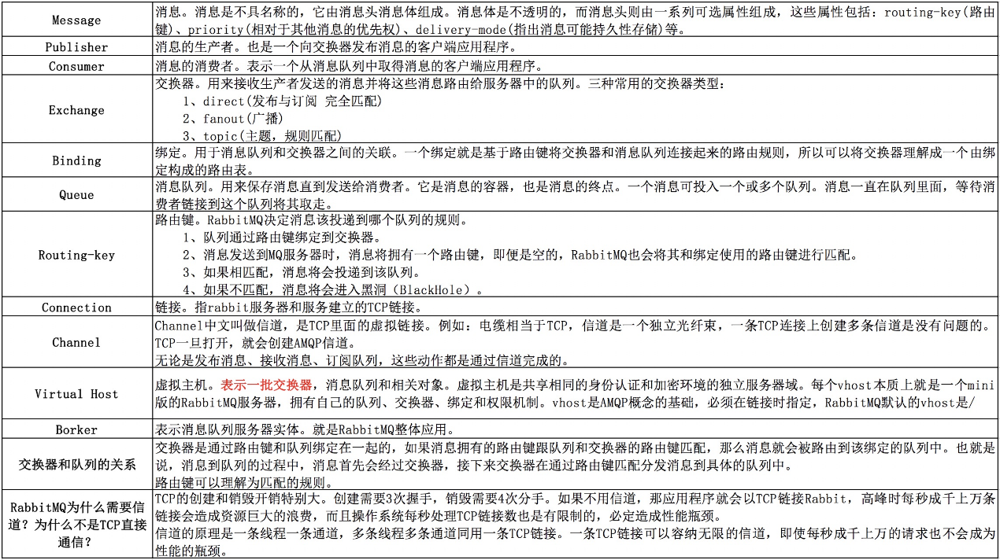 Message
消息。消息是不具名称的，它由消息头消息体组成。消息体是不透明的，而消息头则由一系列可选属性组成，这些属性包括：routing-key(路由
键)、priority(相对于其他消息的优先权)、delivery-mode(指出消息可能持久性存储)等。
Publisher
消息的生产者。也是一个向交换器发布消息的客户端应用程序。
Consumer
消息的消费者。表示一个从消息队列中取得消息的客户端应用程序。
Exchange
交换器。用来接收生产者发送的消息并将这些消息路由给服务器中的队列。三种常用的交换器类型：
1、direct(发布与订阅 完全匹配)
2、fanout(广播)
3、topic(主题，规则匹配)
Binding
绑定。用于消息队列和交换器之间的关联。一个绑定就是基于路由键将交换器和消息队列连接起来的路由规则，所以可以将交换器理解成一个由绑
定构成的路由表。
Queue
消息队列。用来保存消息直到发送给消费者。它是消息的容器，也是消息的终点。一个消息可投入一个或多个队列。消息一直在队列里面，等待消
费者链接到这个队列将其取走。
Routing-key
路由键。RabbitMQ决定消息该投递到哪个队列的规则。
1、队列通过路由键绑定到交换器。
2、消息发送到MQ服务器时，消息将拥有一个路由键，即便是空的，RabbitMQ也会将其和绑定使用的路由键进行匹配。
3、如果相匹配，消息将会投递到该队列。
4、如果不匹配，消息将会进入黑洞（BlackHole）。
Connection
链接。指rabbit服务器和服务建立的TCP链接。
Channel
Channel中文叫做信道，是TCP里面的虚拟链接。例如：电缆相当于TCP，信道是一个独立光纤束，一条TCP连接上创建多条信道是没有问题的。
TCP一旦打开，就会创建AMQP信道。
无论是发布消息、接收消息、订阅队列，这些动作都是通过信道完成的。
Virtual Host
虚拟主机。表示一批交换器，消息队列和相关对象。虚拟主机是共享相同的身份认证和加密环境的独立服务器域。每个vhost本质上就是一个mini
版的RabbitMQ服务器，拥有自己的队列、交换器、绑定和权限机制。vhost是AMQP概念的基础，必须在链接时指定，RabbitMQ默认的vhost是/
Borker
表示消息队列服务器实体。就是RabbitMQ整体应用。
交换器和队列的关系
交换器是通过路由键和队列绑定在一起的，如果消息拥有的路由键跟队列和交换器的路由键匹配，那么消息就会被路由到该绑定的队列中。也就是
说，消息到队列的过程中，消息首先会经过交换器，接下来交换器在通过路由键匹配分发消息到具体的队列中。
路由键可以理解为匹配的规则。
RabbitMQ为什么需要信
道？为什么不是TCP直接
通信？
TCP的创建和销毁开销特别大。创建需要3次握手，销毁需要4次分手。如果不用信道，那应用程序就会以TCP链接Rabbit，高峰时每秒成千上万条
链接会造成资源巨大的浪费，而且操作系统每秒处理TCP链接数也是有限制的，必定造成性能瓶颈。
信道的原理是一条线程一条通道，多条线程多条通道同用一条TCP链接。一条TCP链接可以容纳无限的信道，即使每秒成千上万的请求也不会成为
性能的瓶颈。